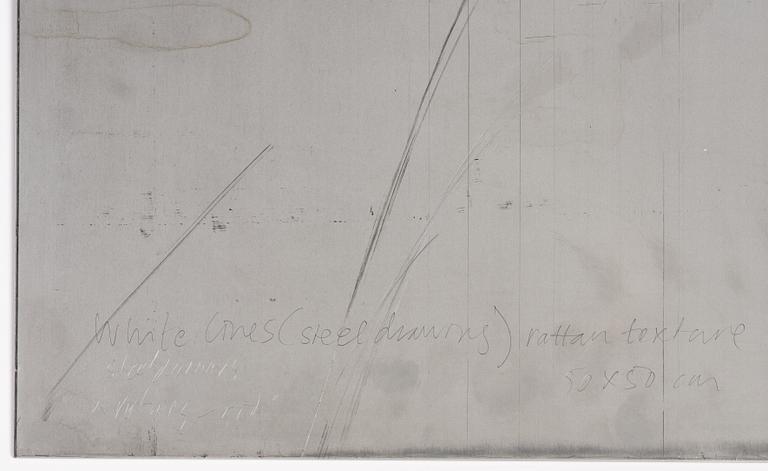 White lines (steel drawing) rattan texture
50 x 50 cm